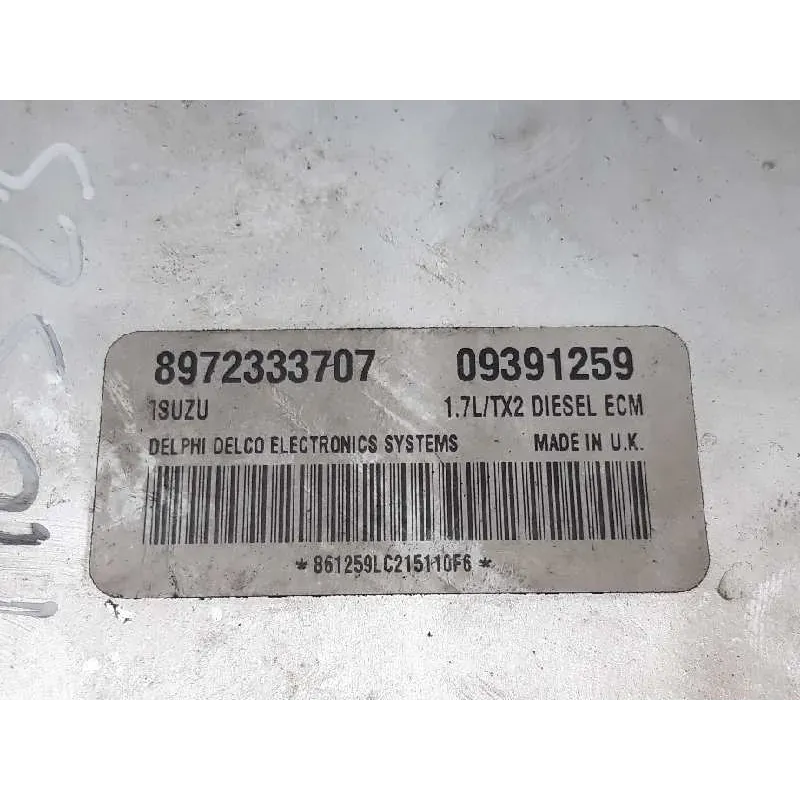 8972333707 09391259
ISUZU 1.7L/TX2 DIESEL ECM
DELPHI DELCO ELECTRONICS SYSTEMS MADE IN U.K.
*861259LC215110F6*